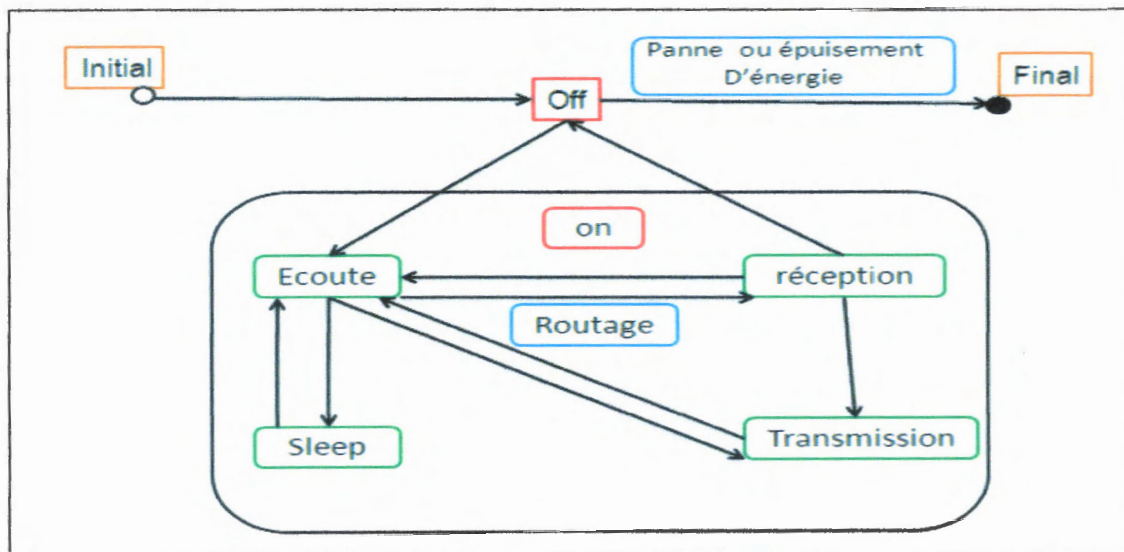 Initial
Panne ou épuisement
D'énergie
Final
Off
on
Ecoute
réception
Routage
Sleep
Transmission